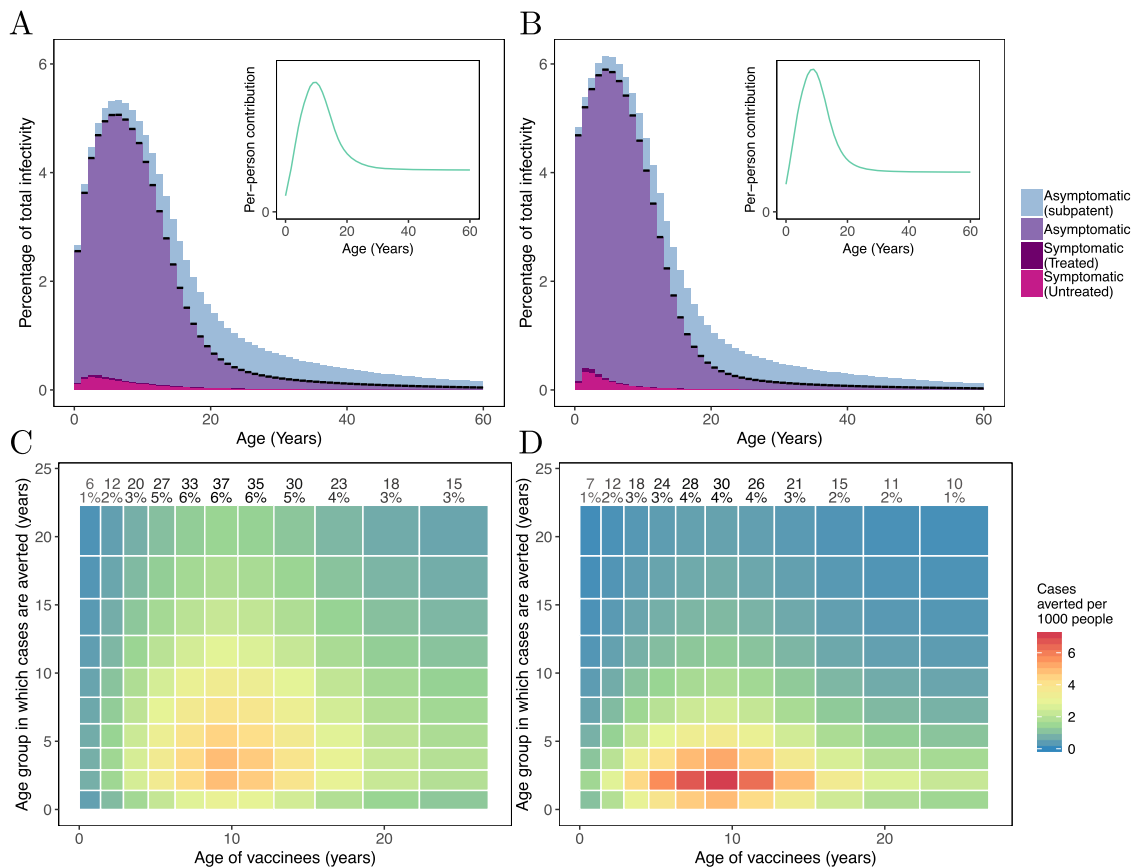 A
B
6
4
2
0
Percentage of total infectivity
0
20
40
60
Age (Years)
Per−person contribution
0
0
20
40
60
Age (Years)
6
4
2
0
Percentage of total infectivity
0
20
40
60
Age (Years)
Per−person contribution
0
0
20
40
60
Age (Years)
Asymptomatic
(subpatent)
Asymptomatic
Symptomatic
(Treated)
Symptomatic
(Untreated)
C
D
25
20
15
10
5
0
Age group in which cases are averted (years)
6 12 20 27 33 37 35 30 23 18 15
1% 2% 3% 5% 6% 6% 6% 5% 4% 3% 3%
0
10
20
Age of vaccinees (years)
25
20
15
10
5
0
Age group in which cases are averted (years)
7 12 18 24 28 30 26 21 15 11 10
1% 2% 3% 3% 4% 4% 4% 3% 2% 2% 1%
0
10
20
Age of vaccinees (years)
Cases
averted per
1000 people
6
4
2
0